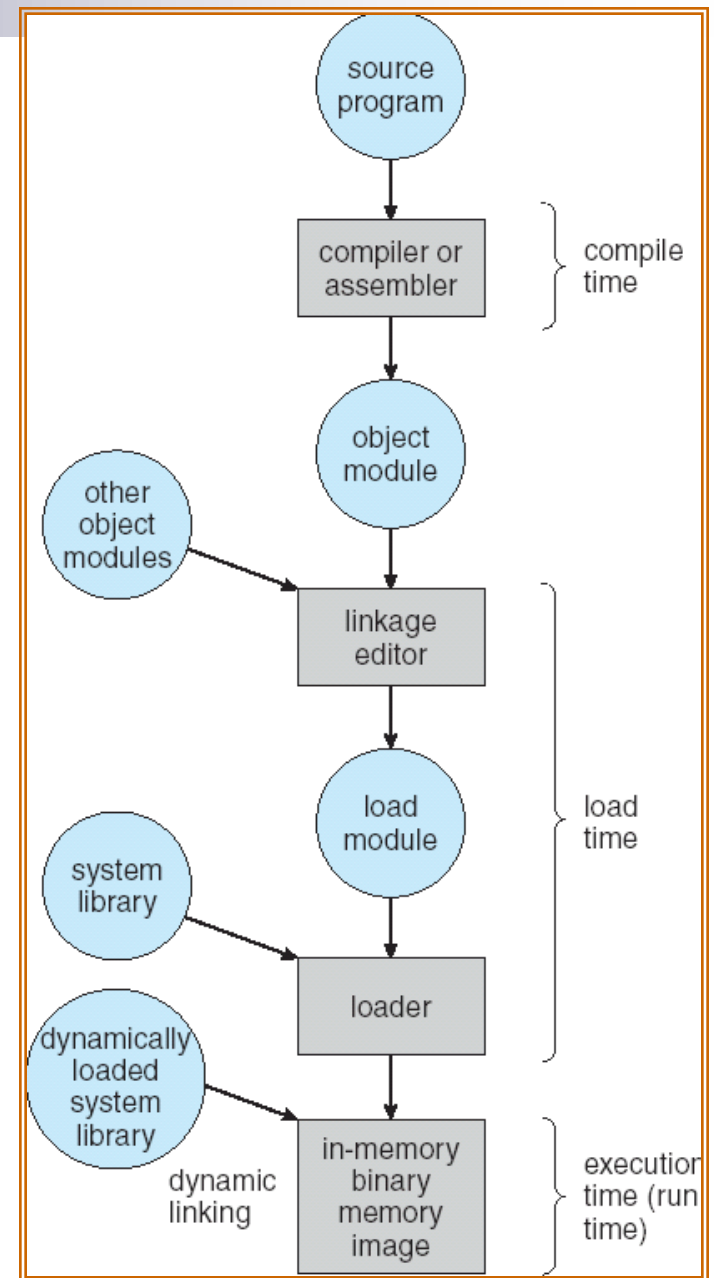 source
program
compiler or
assembler
compile
time
object
module
other
object
modules
linkage
editor
load
module
load
time
system
library
loader
dynamically
loaded
system
library
dynamic
linking
in-memory
binary
memory
image
execution
time (run
time)